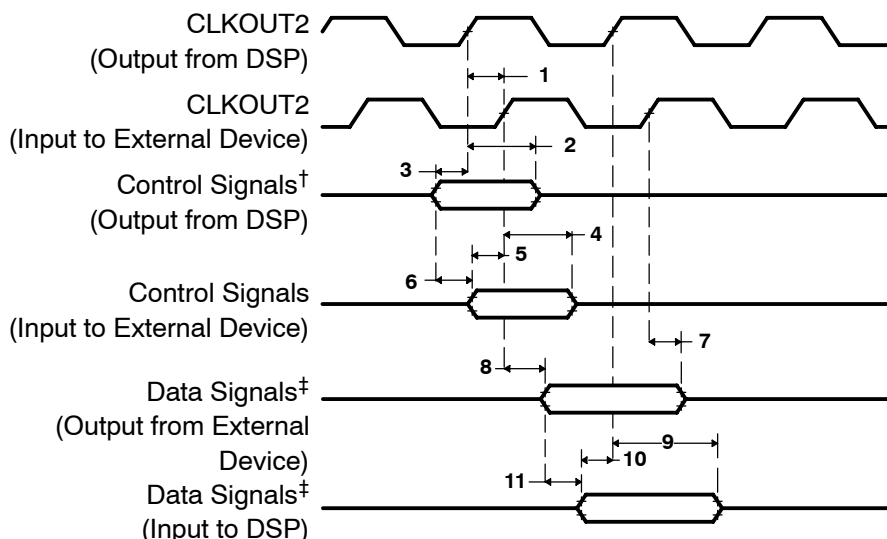 CLKOUT2
(Output from DSP)
1
CLKOUT2
(Input to External Device)
2
3
Control Signals†
(Output from DSP)
4
5
6
Control Signals
(Input to External Device)
7
8
Data Signals‡
(Output from External
Device)
9
10
11
Data Signals‡
(Input to DSP)